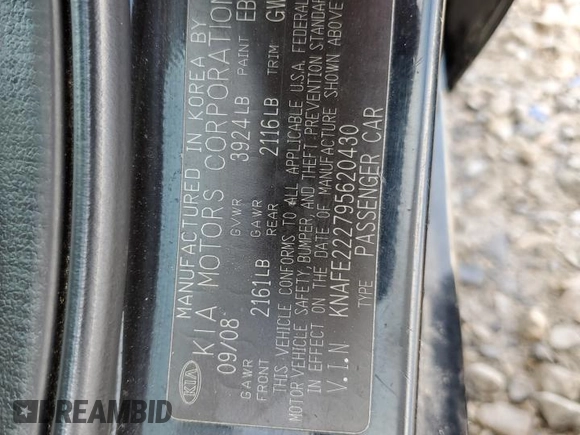 MANUFACTURED IN KOREA BY
KIA MOTORS CORPORATION
09/08
GVWR 3924LB PAINT EB
GAWR FRONT 2161LB GAWR REAR 2116LB TRIM GW
THIS VEHICLE CONFORMS TO ALL APPLICABLE U.S.A. FEDERAL
MOTOR VEHICLE SAFETY, BUMPER, AND THEFT PREVENTION STANDAR
IN EFFECT ON THE DATE OF MANUFACTURE SHOWN ABOVE
V.I.N KNAFE222795620430
TYPE PASSENGER CAR
KIA
DREAMBID